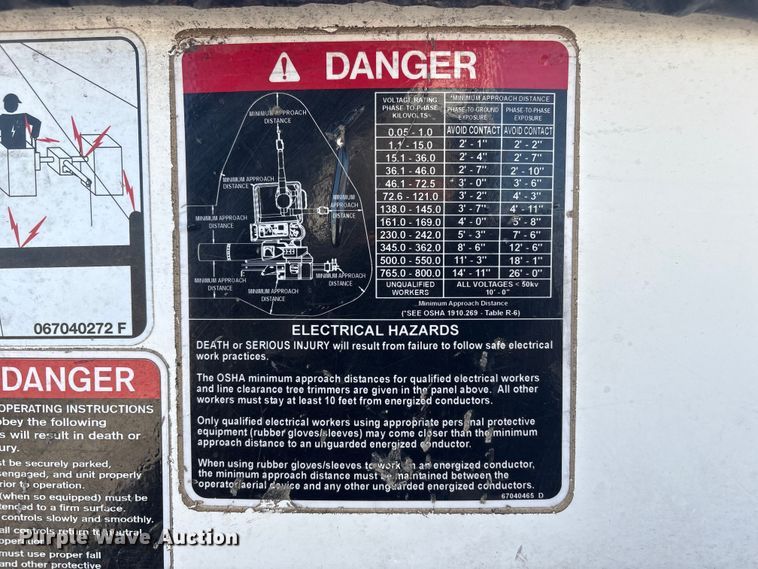 DANGER
MINIMUM APPROACH
DISTANCE
MINIMUM
APPROACH
DISTANCE
MINIMUM
APPROACH
DISTANCE
MINIMUM APPROACH
DISTANCE
MINIMUM APPROACH
DISTANCE
MINIMUM
APPROACH
DISTANCE
MINIMUM APPROACH
DISTANCE
VOLTAGE RATING
PHASE-TO-PHASE
KILOVOLTS
*MINIMUM APPROACH DISTANCE
PHASE-TO-GROUND
EXPOSURE
PHASE-TO-PHASE
EXPOSURE
0.05 - 1.0 AVOID CONTACT AVOID CONTACT
1.1 - 15.0 2' - 1" 2' - 2"
15.1 - 36.0 2' - 4" 2' - 7"
36.1 - 46.0 2' - 7" 2' - 10"
46.1 - 72.5 3' - 0" 3' - 6"
72.6 - 121.0 3' - 2" 4' - 3"
138.0 - 145.0 3' - 7" 4' - 11"
161.0 - 169.0 4' - 0" 5' - 8"
230.0 - 242.0 5' - 3" 7' - 6"
345.0 - 362.0 8' - 6" 12' - 6"
500.0 - 550.0 11' - 3" 18' - 1"
765.0 - 800.0 14' - 11" 26' - 0"
UNQUALIFIED
WORKERS
ALL VOLTAGES < 50kv
10' - 0"
Minimum Approach Distance
(*SEE OSHA 1910.269 - Table R-6)
ELECTRICAL HAZARDS
DEATH or SERIOUS INJURY will result from failure to follow safe electrical
work practices.
The OSHA minimum approach distances for qualified electrical workers
and line clearance tree trimmers are given in the panel above. All other
workers must stay at least 10 feet from energized conductors.
Only qualified electrical workers using appropriate personal protective
equipment (rubber gloves/sleeves) may come closer than the minimum
approach distance to an unguarded energized conductor.
When using rubber gloves/sleeves to work on an energized conductor,
the minimum approach distance must be maintained between the
operator/aerial device and any other unguarded energized conductors.
67040465 D
067040272 F
DANGER
OPERATING INSTRUCTIONS
obey the following
s will result in death or
ury.
st be securely parked,
sengaged, and unit properly
rior to operation.
(when so equipped) must be
tended to a firm surface.
controls slowly and smoothly.
all controls return to neutral
operation
must use proper fall
and other protective
Purple Wave Auction